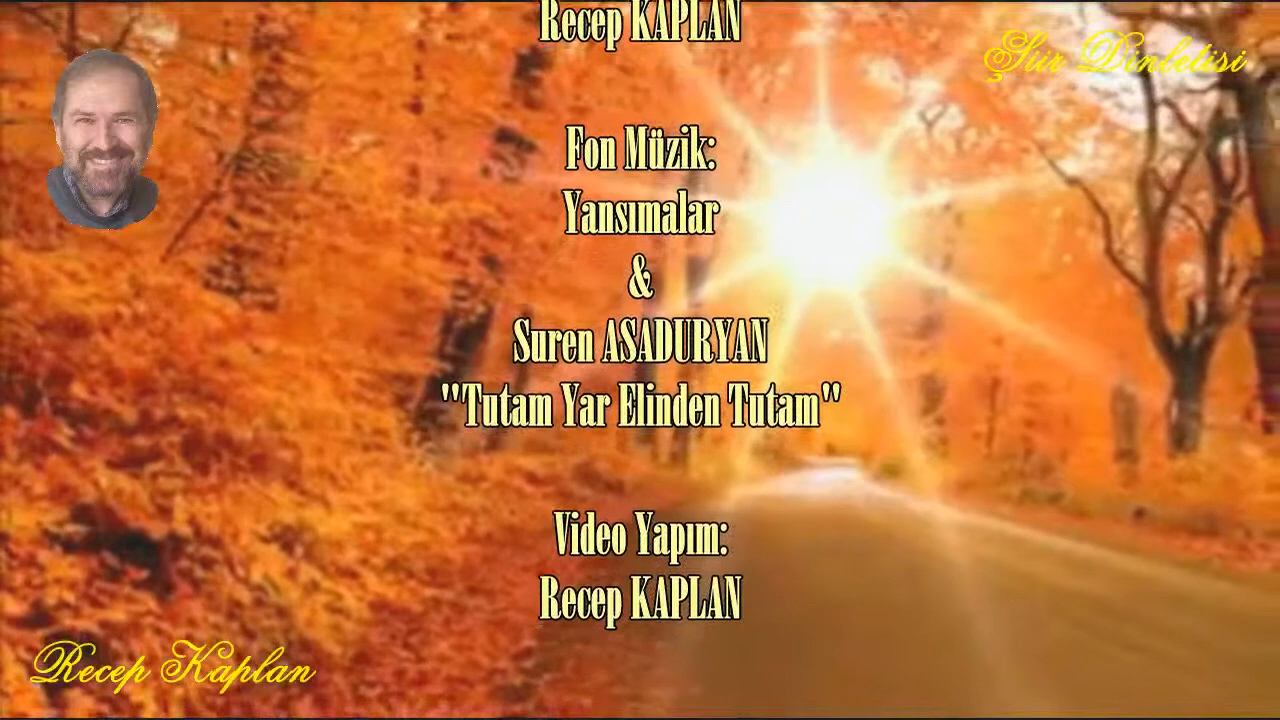 Recep KAPLAN
Şiir Dinletisi
Fon Müzik:
Yansımalar
&
Suren ASADURYAN
"Tutam Yar Elinden Tutam"
Video Yapım:
Recep KAPLAN
Recep Kaplan